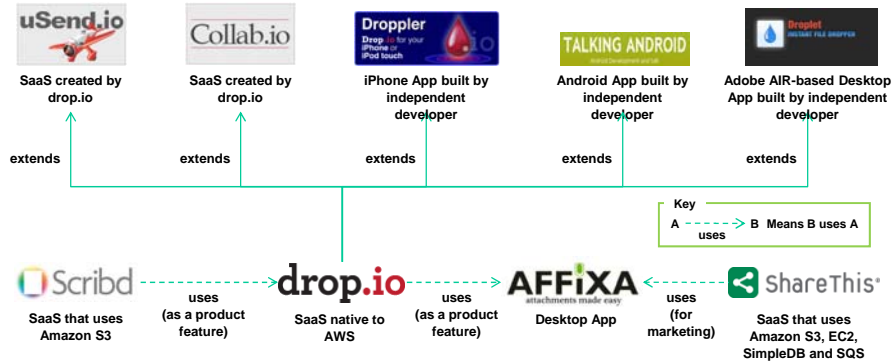 uSend.io
Collab.io
Droppler
Drop.io for your
iPhone or
iPod touch
.io
TALKING ANDROID
Android Development and Talk
Droplet
INSTANT FILE DROPPER
SaaS created by
drop.io
SaaS created by
drop.io
iPhone App built by
independent
developer
Android App built by
independent
developer
Adobe AIR-based Desktop
App built by independent
developer
extends
extends
extends
extends
extends
Key
A
uses
B Means B uses A
Scribd
uses
(as a product
feature)
drop.io
uses
(as a product
feature)
AFFiXA
attachments made easy
uses
(for
marketing)
ShareThis
SaaS that uses
Amazon S3
SaaS native to
AWS
Desktop App
SaaS that uses
Amazon S3, EC2,
SimpleDB and SQS